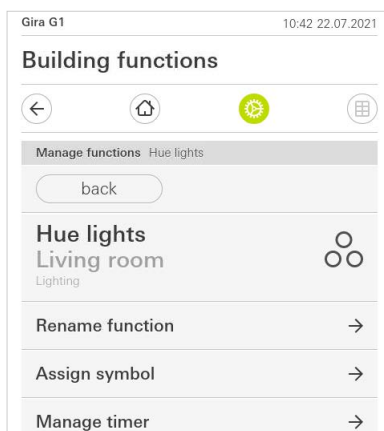 Gira G1 10:42 22.07.2021
Building functions
Manage functions Hue lights
back
Hue lights
Living room
Lighting
Rename function
Assign symbol
Manage timer